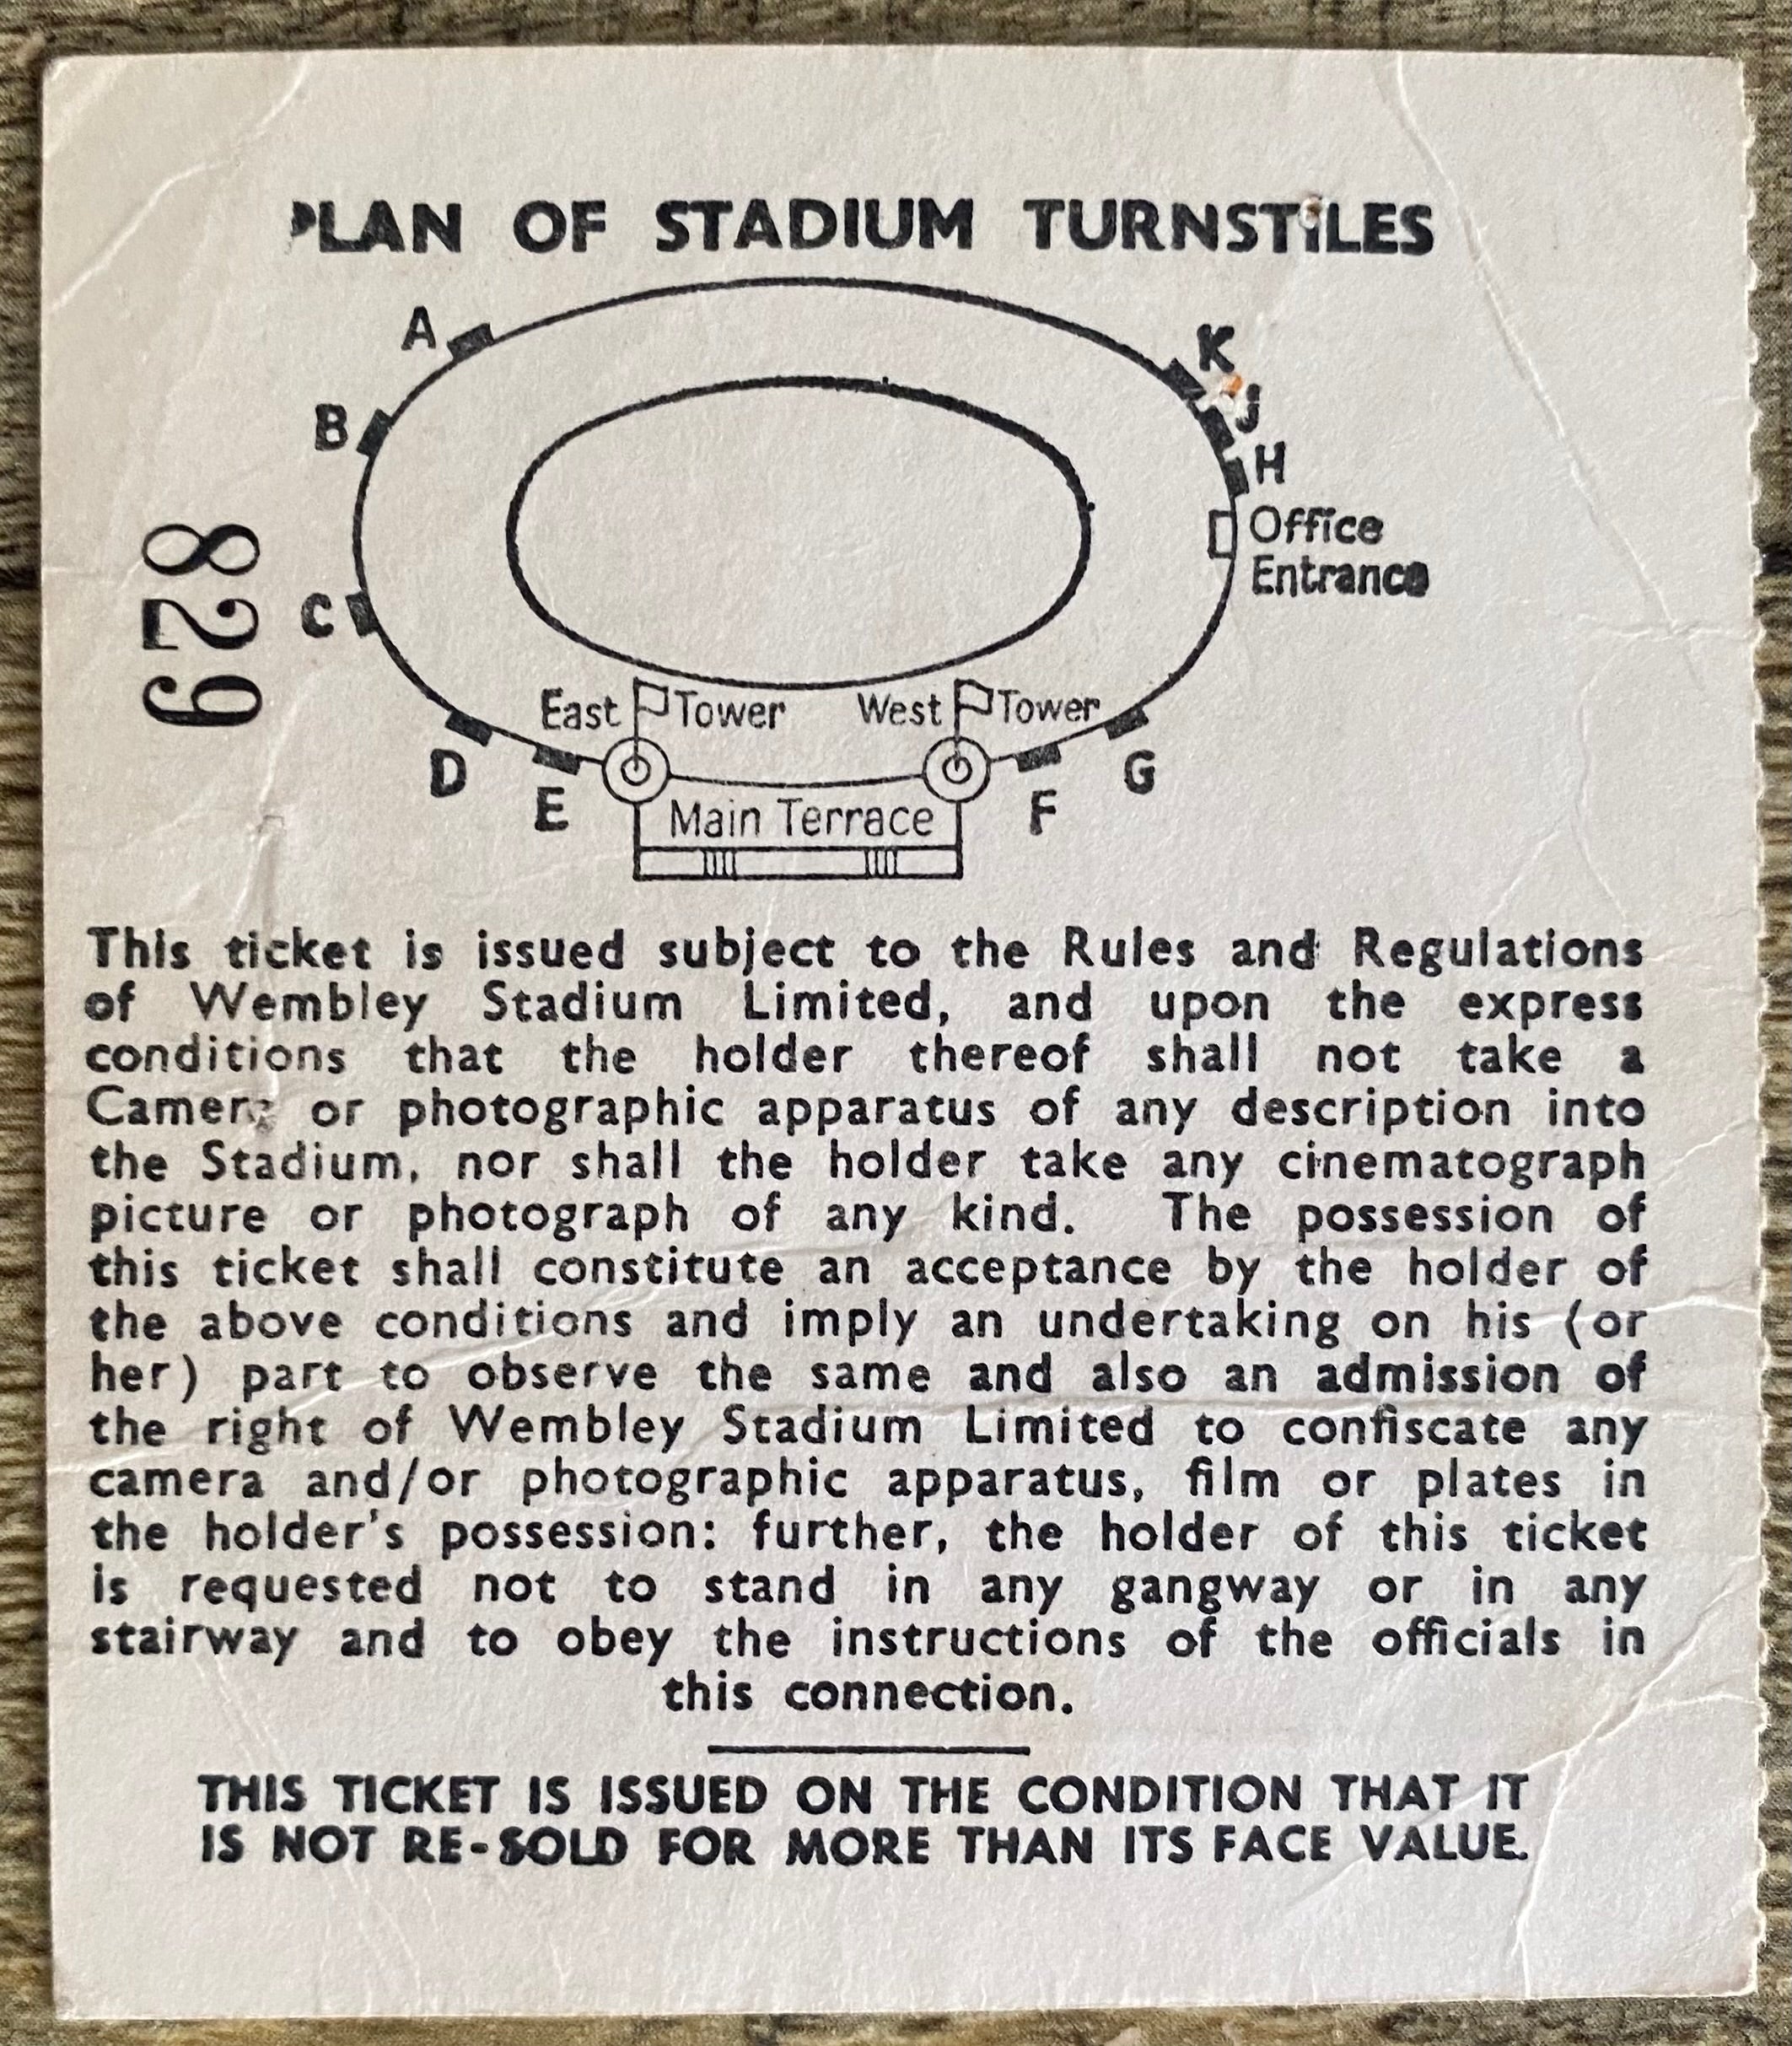 PLAN OF STADIUM TURNSTILES
A
K
B
J
H
Office
Entrance
829
C
East Tower
West Tower
D
G
E
Main Terrace
F
This ticket is issued subject to the Rules and Regulations
of Wembley Stadium Limited, and upon the express
conditions that the holder thereof shall not take a
Camera or photographic apparatus of any description into
the Stadium, nor shall the holder take any cinematograph
picture or photograph of any kind. The possession of
this ticket shall constitute an acceptance by the holder of
the above conditions and imply an undertaking on his (or
her) part to observe the same and also an admission of
the right of Wembley Stadium Limited to confiscate any
camera and/or photographic apparatus, film or plates in
the holder's possession: further, the holder of this ticket
is requested not to stand in any gangway or in any
stairway and to obey the instructions of the officials in
this connection.
THIS TICKET IS ISSUED ON THE CONDITION THAT IT
IS NOT RE-SOLD FOR MORE THAN ITS FACE VALUE.